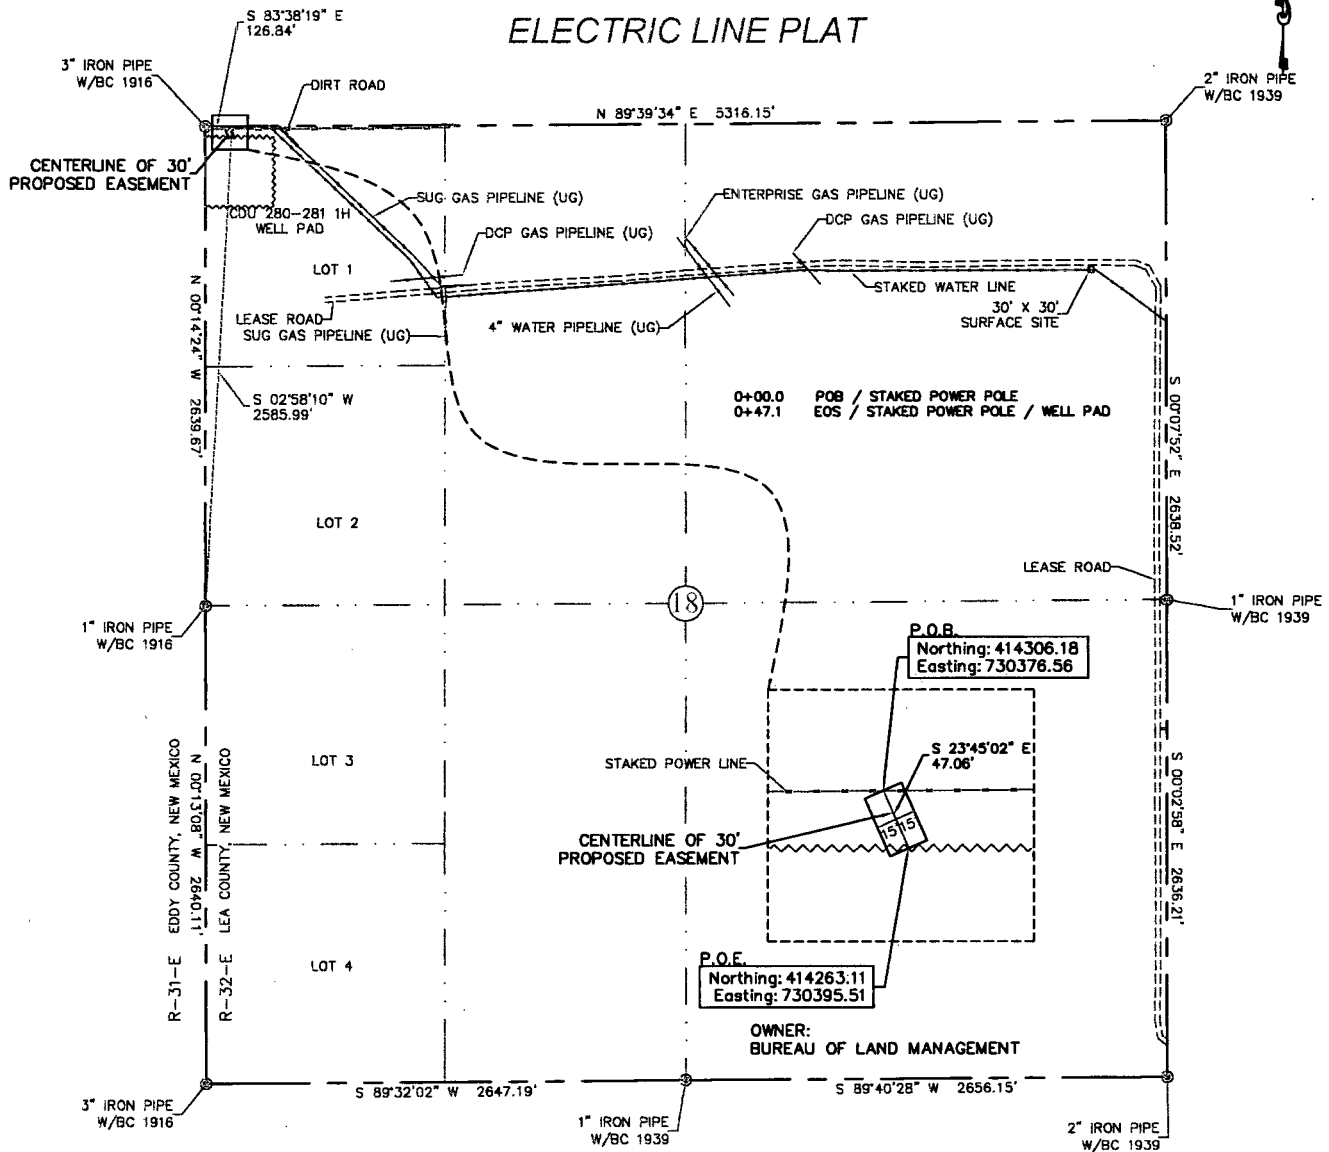 ELECTRIC LINE PLAT
S 83°38'19" E
126.84'
3" IRON PIPE
W/BC 1916
DIRT ROAD
N 89°39'34" E 5316.15'
2" IRON PIPE
W/BC 1939
CENTERLINE OF 30'
PROPOSED EASEMENT
SUG GAS PIPELINE (UG)
ENTERPRISE GAS PIPELINE (UG)
CDU 280-281 1H
WELL PAD
DCP GAS PIPELINE (UG)
DCP GAS PIPELINE (UG)
LOT 1
STAKED WATER LINE
N 00°14'24" W 2639.67'
LEASE ROAD
SUG GAS PIPELINE (UG)
4" WATER PIPELINE (UG)
30' X 30'
SURFACE SITE
S 02°58'10" W
2585.99'
0+00.0 POB / STAKED POWER POLE
0+47.1 EOS / STAKED POWER POLE / WELL PAD
S 00°07'52" E 2638.52'
LOT 2
LEASE ROAD
18
1" IRON PIPE
W/BC 1916
1" IRON PIPE
W/BC 1939
P.O.B.
Northing: 414306.18
Easting: 730376.56
S 23°45'02" E
47.06'
LOT 3
STAKED POWER LINE
15' 15'
CENTERLINE OF 30'
PROPOSED EASEMENT
R-31-E EDDY COUNTY, NEW MEXICO
N 00°13'08" W 2640.11'
R-32-E LEA COUNTY, NEW MEXICO
S 00°02'58" E 2636.21'
LOT 4
P.O.E.
Northing: 414263.11
Easting: 730395.51
OWNER:
BUREAU OF LAND MANAGEMENT
S 89°32'02" W 2647.19'
S 89°40'28" W 2656.15'
3" IRON PIPE
W/BC 1916
1" IRON PIPE
W/BC 1939
2" IRON PIPE
W/BC 1939